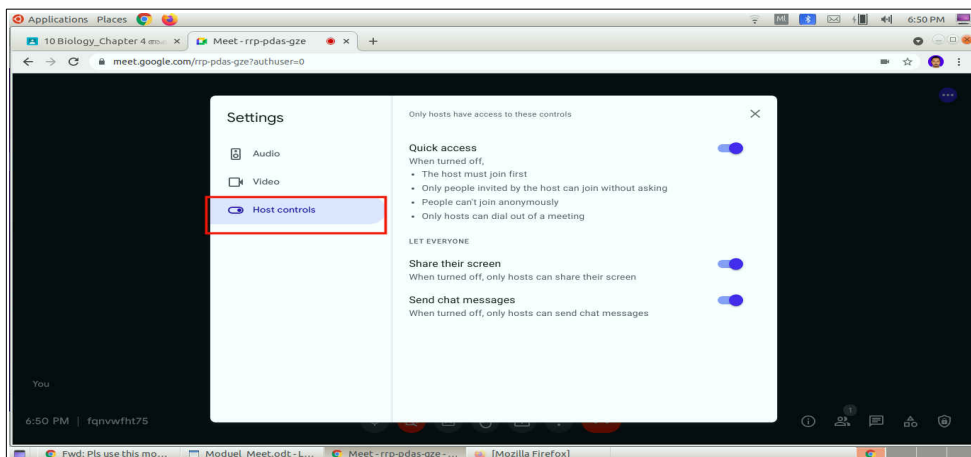 Applications Places Ml 6:50 PM
10 Biology_Chapter 4 Meet - rrp-pdas-gze
meet.google.com/rrp-pdas-gze?authuser=0
Settings
Audio
Video
Host controls
Only hosts have access to these controls
Quick access
When turned off,
• The host must join first
• Only people invited by the host can join without asking
• People can't join anonymously
• Only hosts can dial out of a meeting
LET EVERYONE
Share their screen
When turned off, only hosts can share their screen
Send chat messages
When turned off, only hosts can send chat messages
You
6:50 PM | fqnvwfht75 1
Fwd: Pls use this mo... Moduel_Meet.odt - L... Meet - rrp-pdas-gze - ... [Mozilla Firefox]